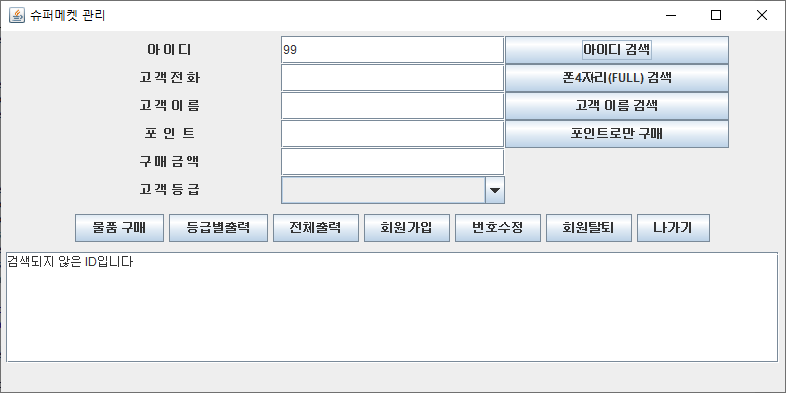 슈퍼메켓 관리
아 이 디 99 아이디 검색
고 객 전 화 폰4자리(FULL) 검색
고 객 이 름 고객 이름 검색
포 인 트 포인트로만 구매
구 매 금 액
고 객 등 급
물품 구매 등급별출력 전체출력 회원가입 번호수정 회원탈퇴 나가기
검색되지 않은 ID입니다